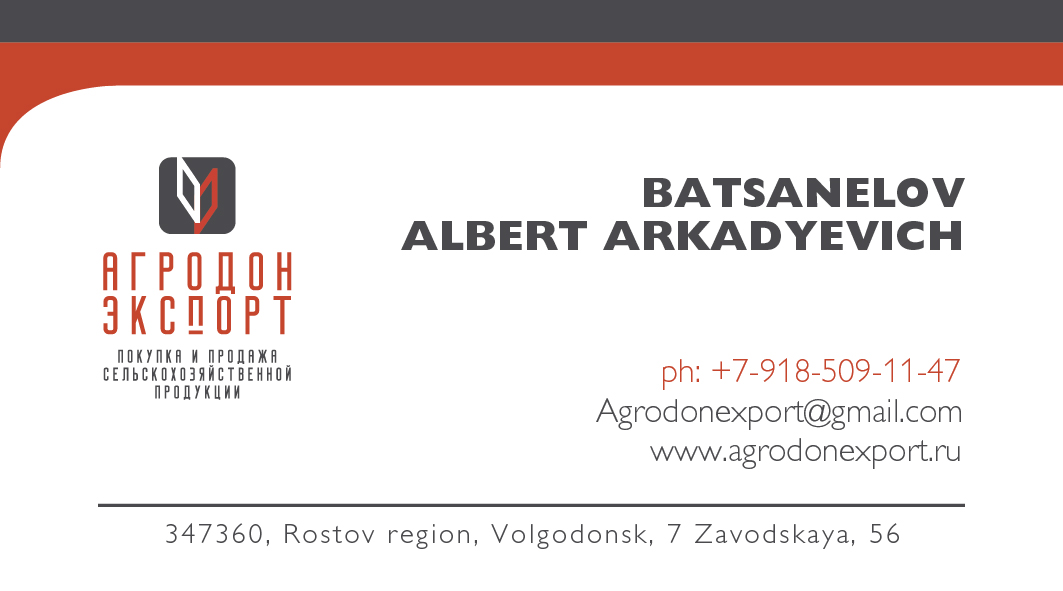 BATSANELOV
ALBERT ARKADYEVICH
АГРОДОН
ЭКСПОРТ
ПОКУПКА И ПРОДАЖА
СЕЛЬСКОХОЗЯЙСТВЕННОЙ
ПРОДУКЦИИ
ph: +7-918-509-11-47
Agrodonexport@gmail.com
www.agrodonexport.ru
347360, Rostov region, Volgodonsk, 7 Zavodskaya, 56